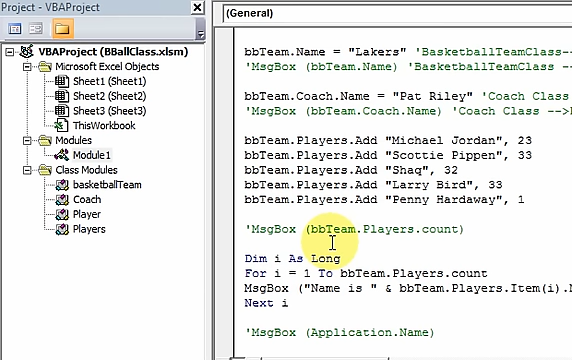 Project - VBAProject
VBAProject (BBallClass.xlsm)
Microsoft Excel Objects
Sheet1 (Sheet1)
Sheet2 (Sheet2)
Sheet3 (Sheet3)
ThisWorkbook
Modules
Module1
Class Modules
basketballTeam
Coach
Player
Players
(General)
bbTeam.Name = "Lakers" 'BasketballTeamClass--
'MsgBox (bbTeam.Name) 'BasketballTeamClass --
bbTeam.Coach.Name = "Pat Riley" 'Coach Class
'MsgBox (bbTeam.Coach.Name) 'Coach Class -->
bbTeam.Players.Add "Michael Jordan", 23
bbTeam.Players.Add "Scottie Pippen", 33
bbTeam.Players.Add "Shaq", 32
bbTeam.Players.Add "Larry Bird", 33
bbTeam.Players.Add "Penny Hardaway", 1
'MsgBox (bbTeam.Players.count)
Dim i As Long
For i = 1 To bbTeam.Players.count
MsgBox ("Name is " & bbTeam.Players.Item(i).
Next i
'MsgBox (Application.Name)